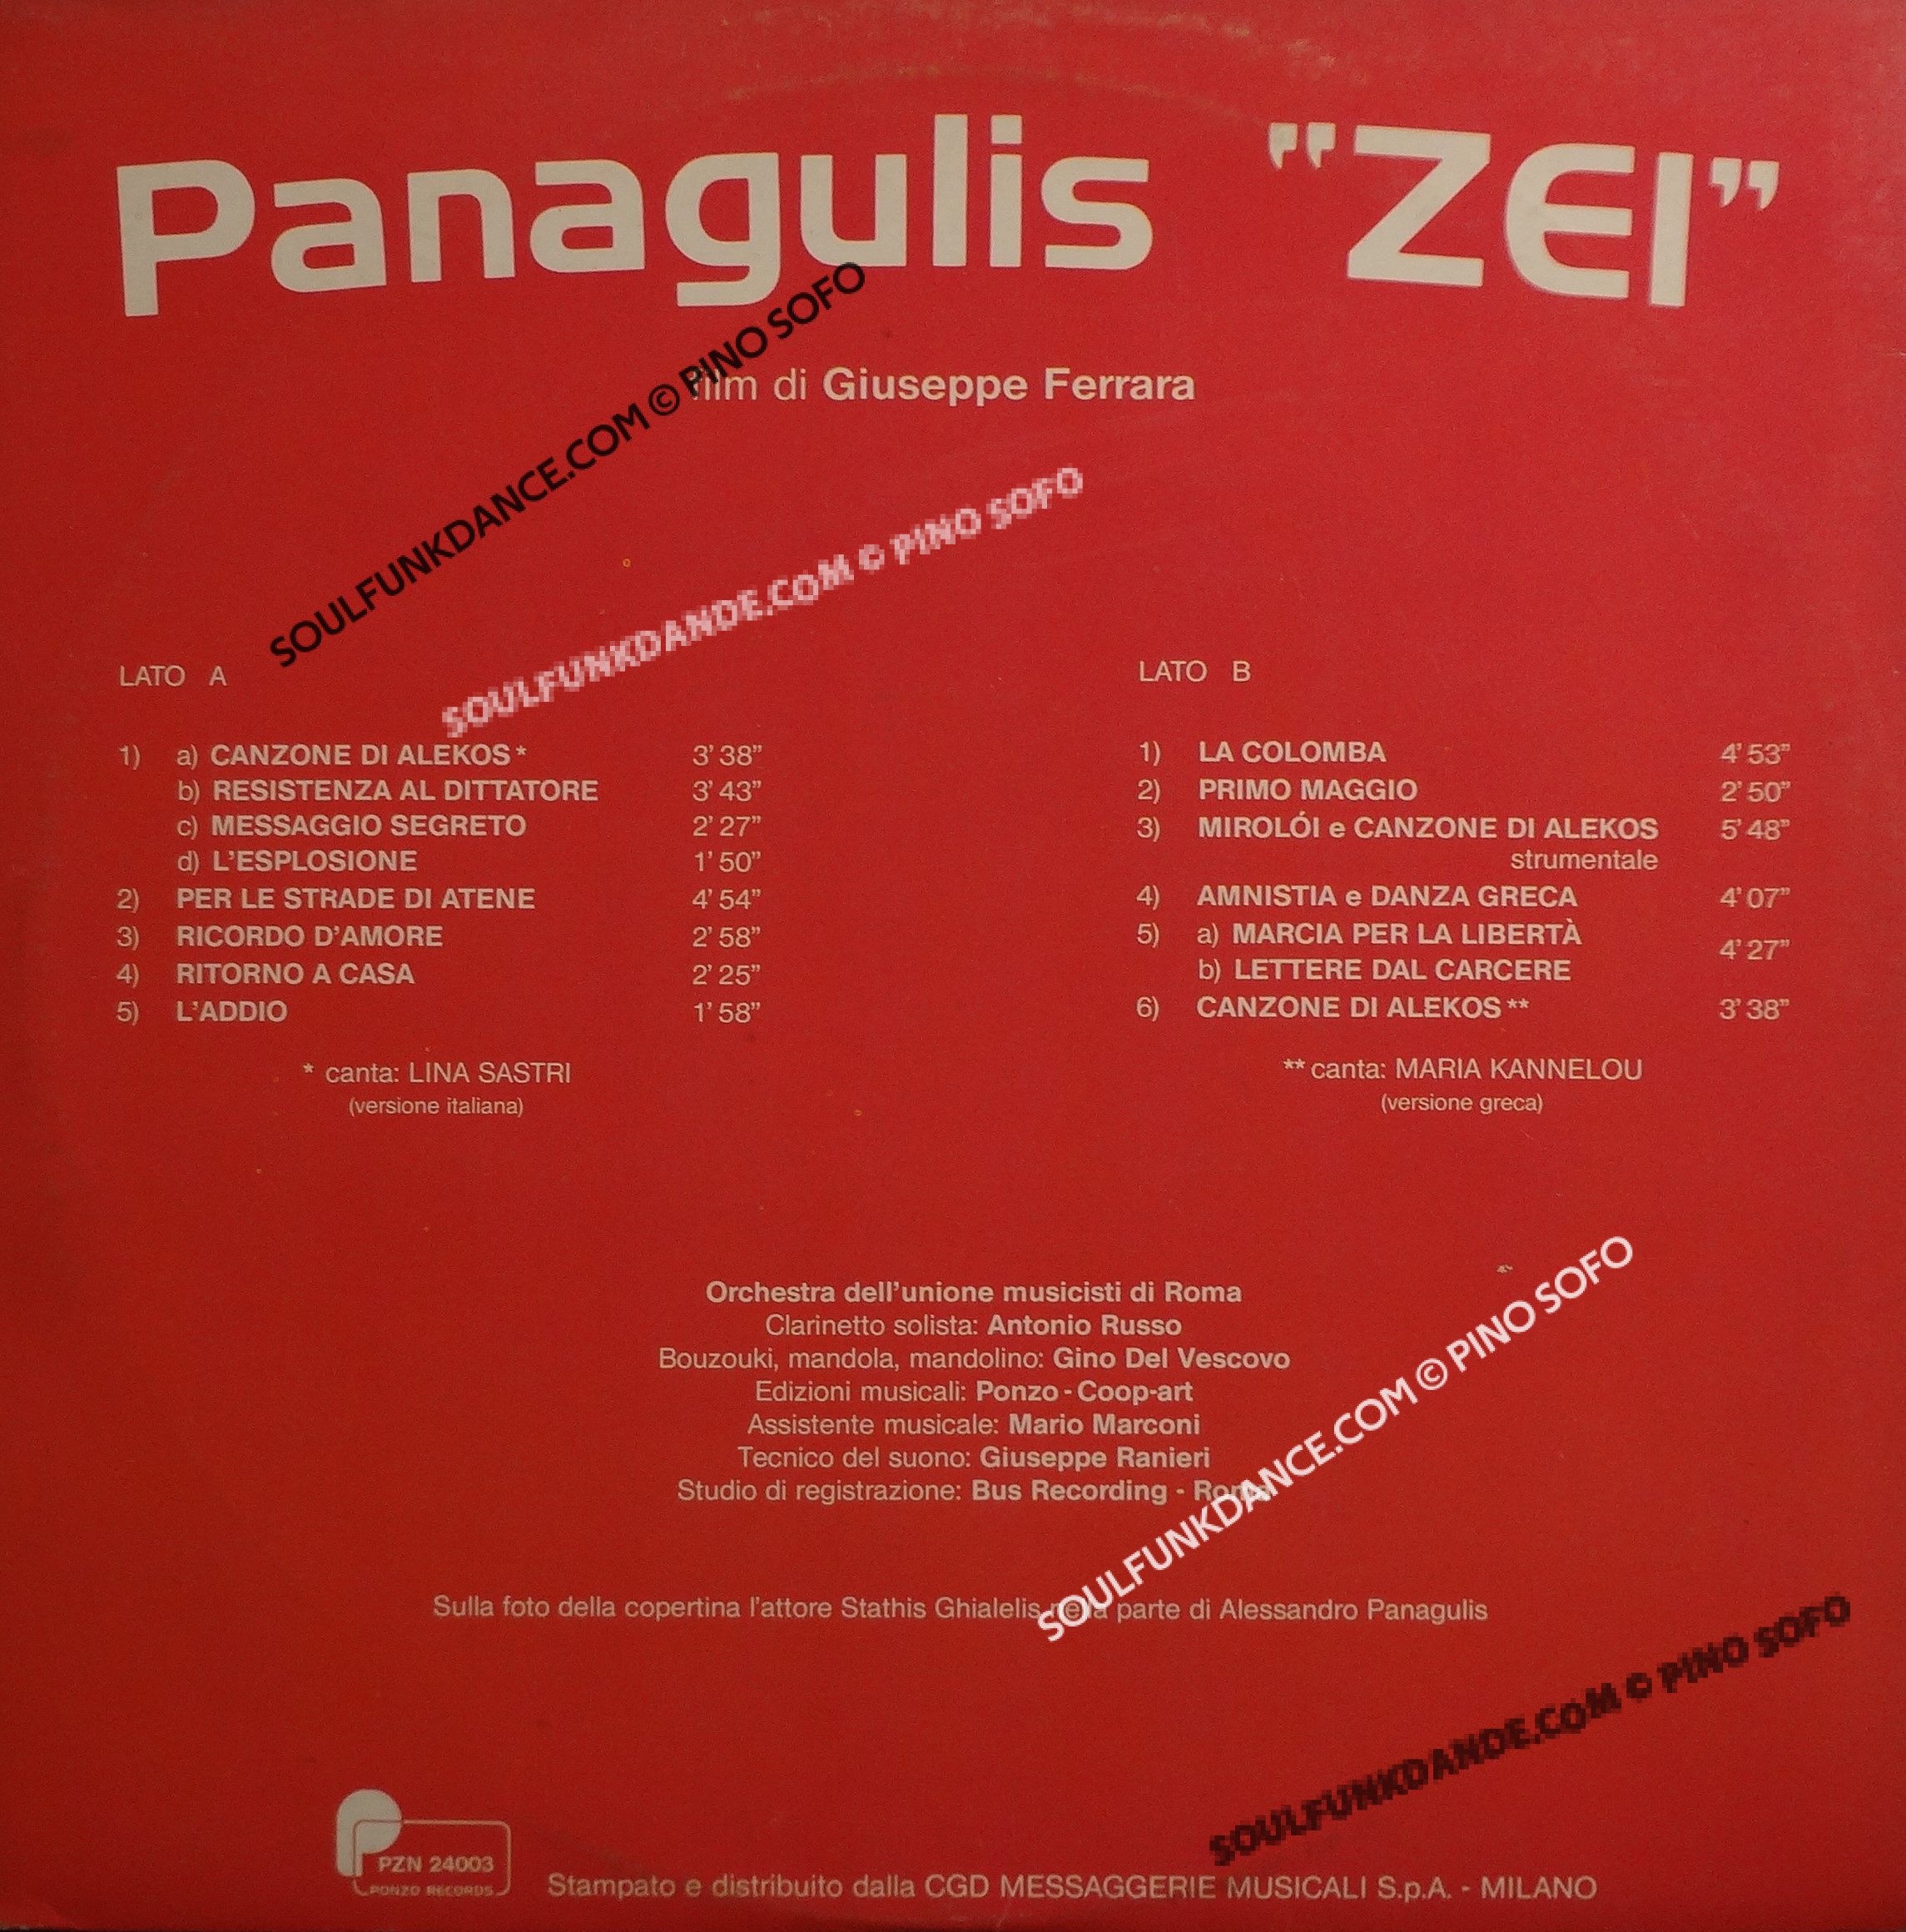 Panagulis "ZEI"
film di Giuseppe Ferrara
SOULFUNKDANCE.COM © PINO SOFO
SOULFUNKDANDE.COM © PINO SOFO
LATO A
1) a) CANZONE DI ALEKOS* 3' 38"
b) RESISTENZA AL DITTATORE 3' 43"
c) MESSAGGIO SEGRETO 2' 27"
d) L'ESPLOSIONE 1' 50"
2) PER LE STRADE DI ATENE 4' 54"
3) RICORDO D'AMORE 2' 58"
4) RITORNO A CASA 2' 25"
5) L'ADDIO 1' 58"
* canta: LINA SASTRI
(versione italiana)
LATO B
1) LA COLOMBA 4' 53"
2) PRIMO MAGGIO 2' 50"
3) MIROLÓI e CANZONE DI ALEKOS 5' 48"
strumentale
4) AMNISTIA e DANZA GRECA 4' 07"
5) a) MARCIA PER LA LIBERTÀ 4' 27"
b) LETTERE DAL CARCERE
6) CANZONE DI ALEKOS** 3' 38"
** canta: MARIA KANNELOU
(versione greca)
Orchestra dell'unione musicisti di Roma
Clarinetto solista: Antonio Russo
Bouzouki, mandola, mandolino: Gino Del Vescovo
Edizioni musicali: Ponzo - Coop-art
Assistente musicale: Mario Marconi
Tecnico del suono: Giuseppe Ranieri
Studio di registrazione: Bus Recording - Roma
SOULFUNKDANCE.COM © PINO SOFO
Sulla foto della copertina l'attore Stathis Ghialelis nella parte di Alessandro Panagulis
SOULFUNKDANDE.COM © PINO SOFO
PZN 24003
PONZO RECORDS
Stampato e distribuito dalla CGD MESSAGGERIE MUSICALI S.p.A. - MILANO